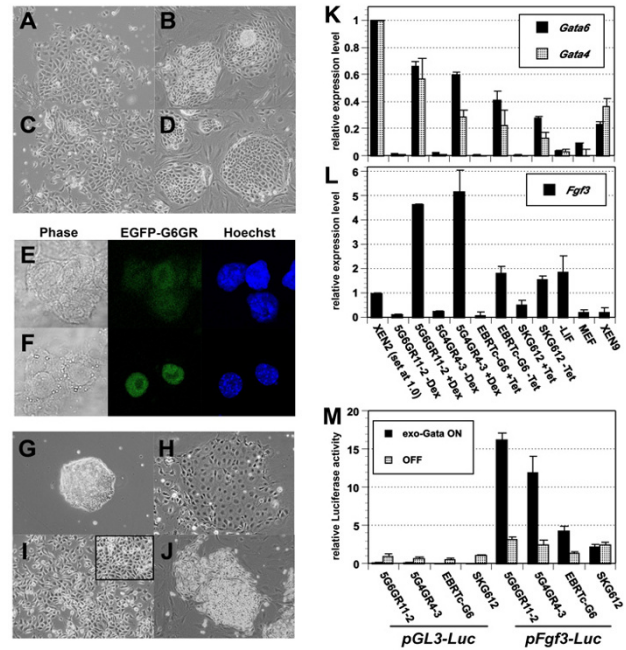 A
B
C
D
Phase
EGFP-G6GR
Hoechst
E
F
G
H
I
J
K
relative expression level
1
0.8
0.6
0.4
0.2
0
Gata6
Gata4
L
relative expression level
6
5
4
3
2
1
0
Fgf3
XEN2 (set at 1.0)
5G6GR11-2 -Dex
5G6GR11-2 +Dex
5G4GR4-3 -Dex
5G4GR4-3 +Dex
EBRTc-G6 +Tet
EBRTc-G6 -Tet
SKG612 +Tet
SKG612 -Tet
-LIF
MEF
XEN9
M
relative Luciferase activity
20
15
10
5
0
exo-Gata ON
OFF
5G6GR11-2
5G4GR4-3
EBRTc-G6
SKG612
5G6GR11-2
5G4GR4-3
EBRTc-G6
SKG612
pGL3-Luc
pFgf3-Luc